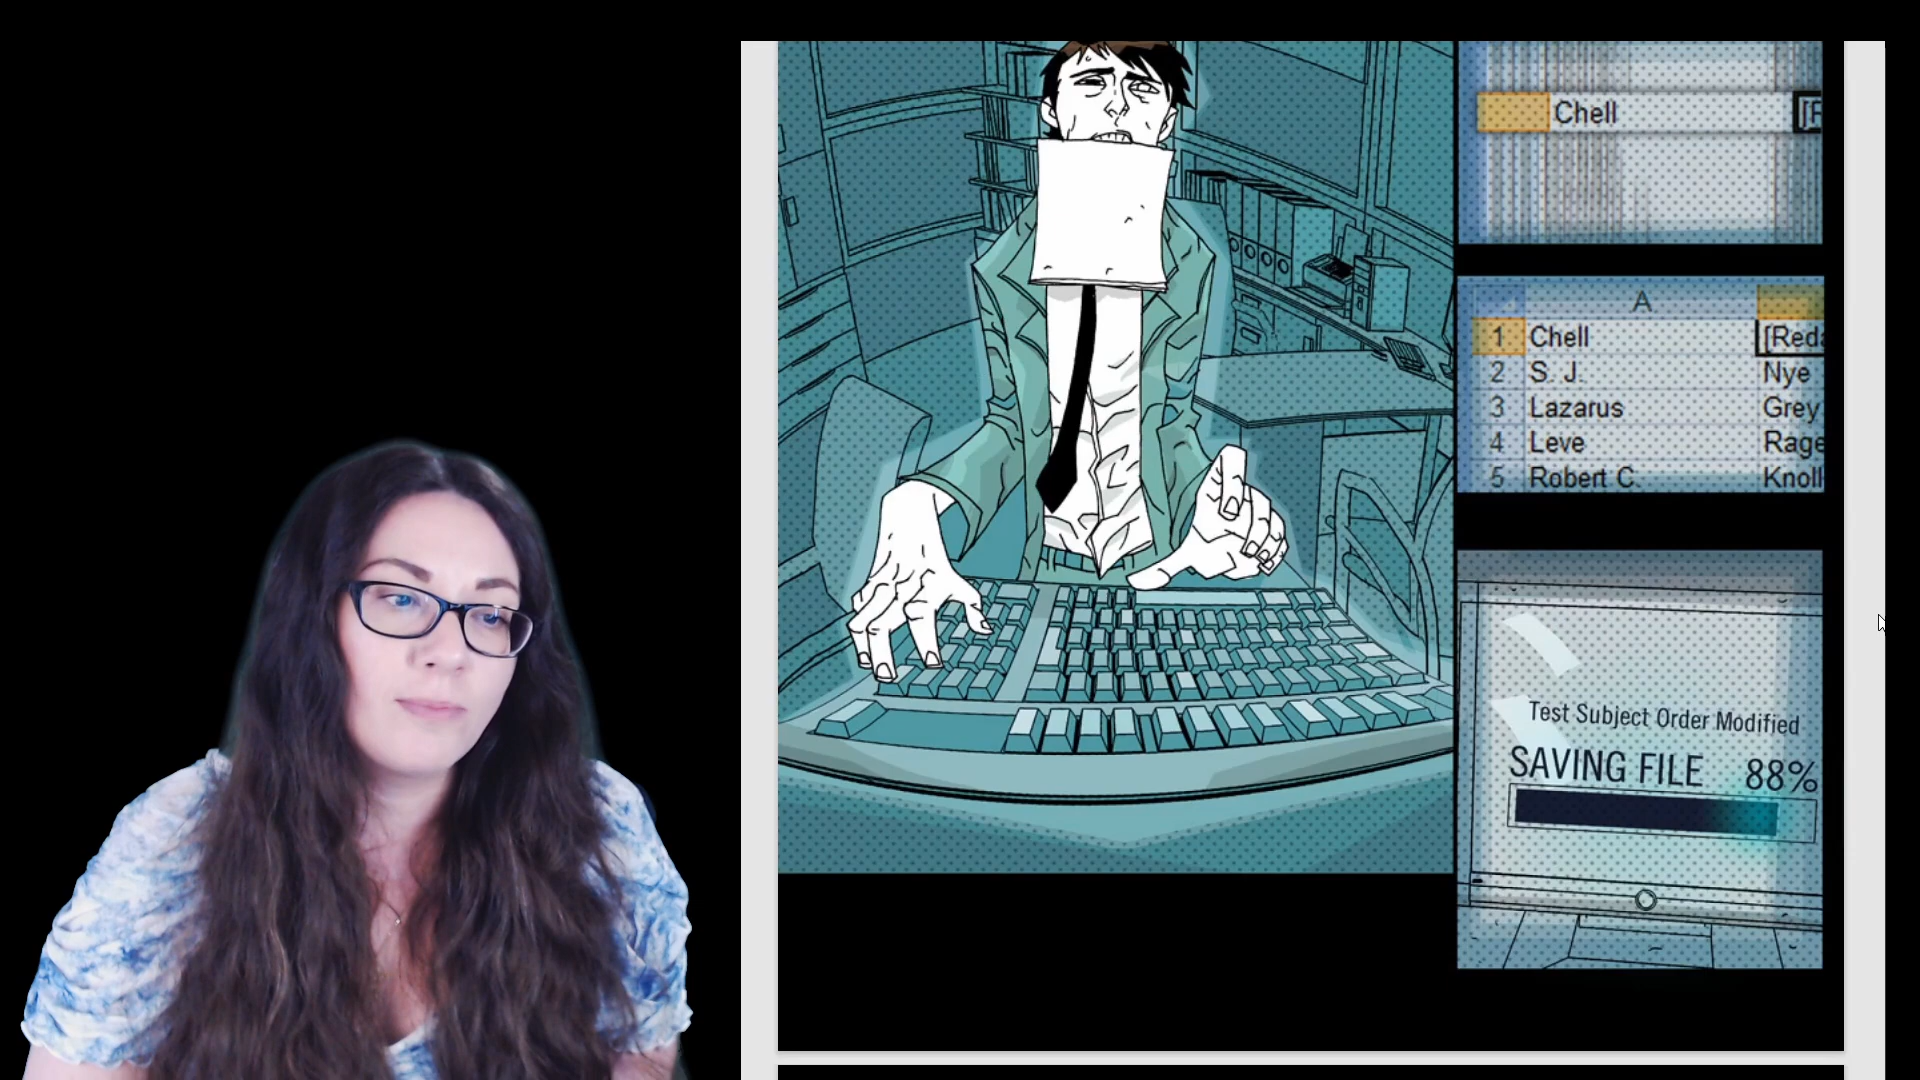 Chell
A
1 Chell [Reda
2 S. J. Nye
3 Lazarus Grey
4 Leve Rage
5 Robert C. Knoll
Test Subject Order Modified
SAVING FILE 88%